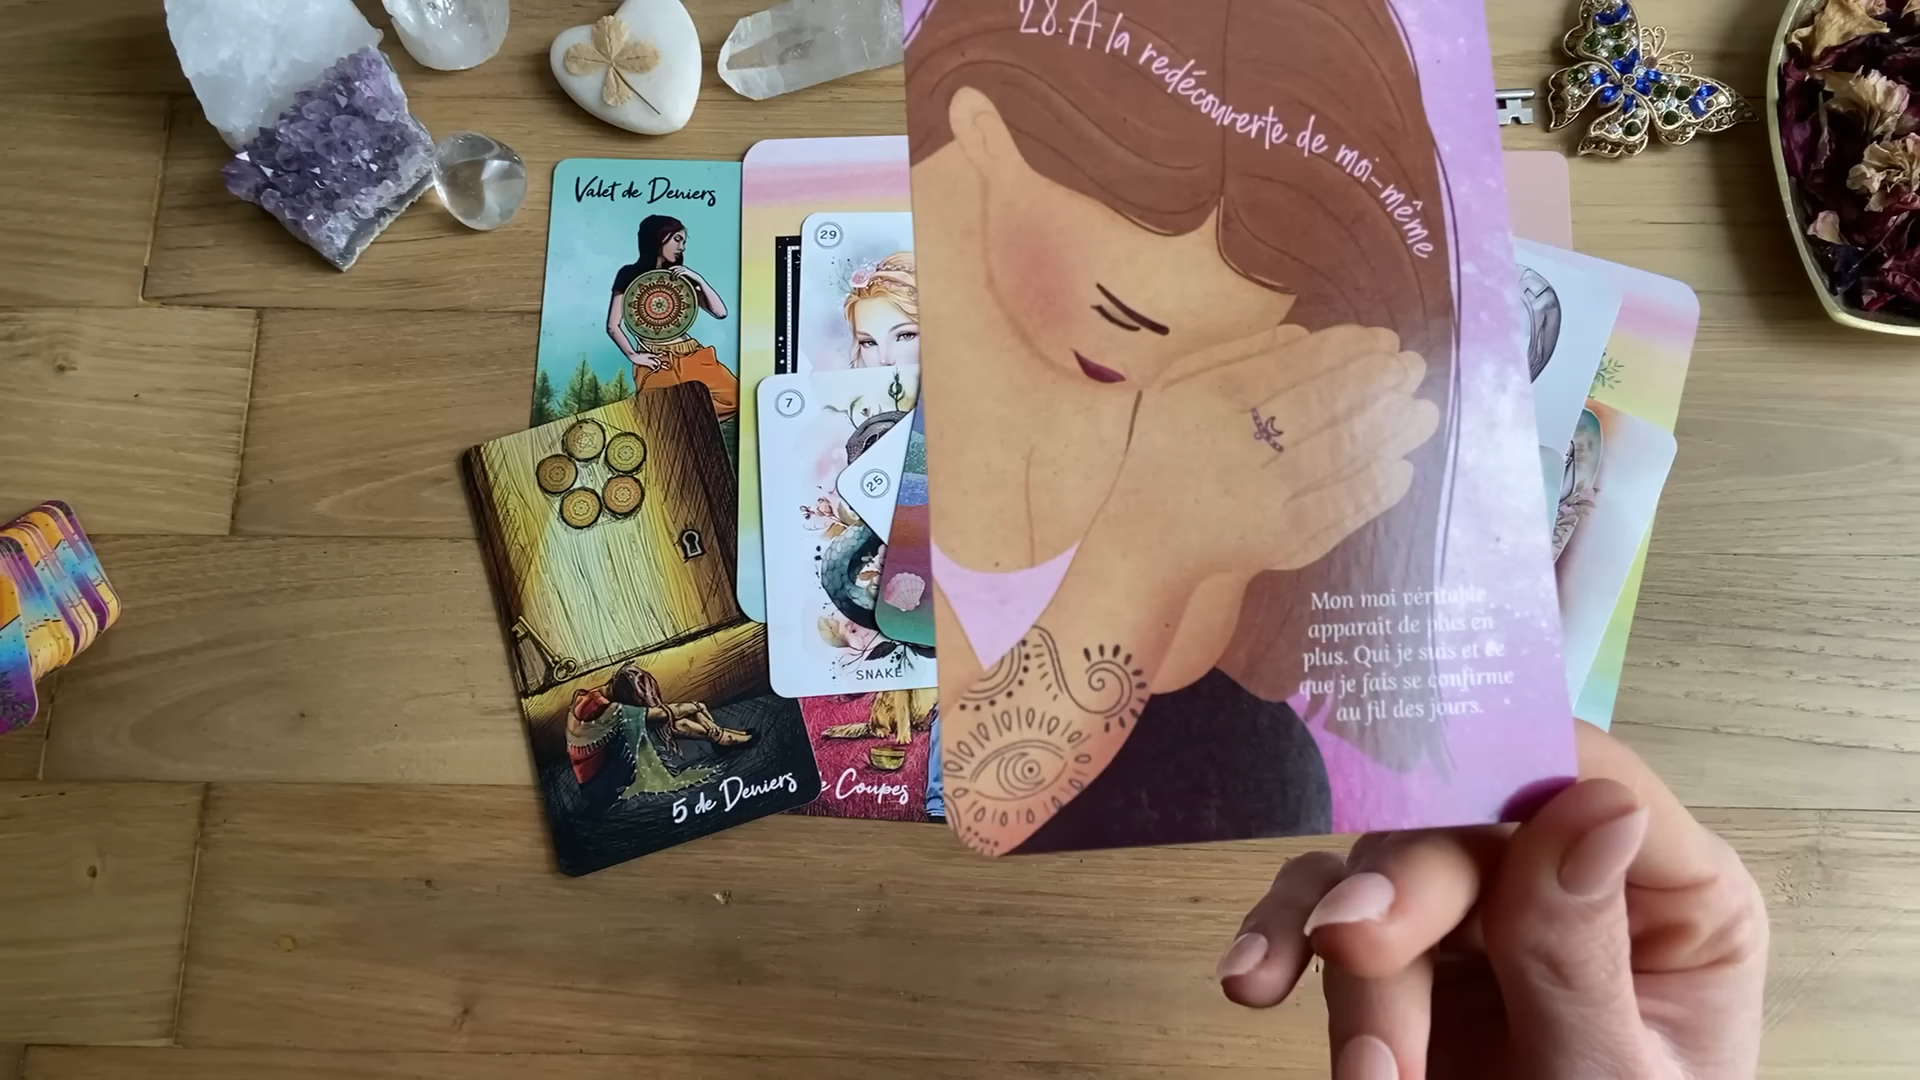 28. A la redécouverte de moi-même
Valet de Deniers
29
7
25
SNAKE
Mon moi véritable
apparait de plus en
plus. Qui je suis et ce
que je fais se confirme
au fil des jours.
e Coupes
5 de Deniers